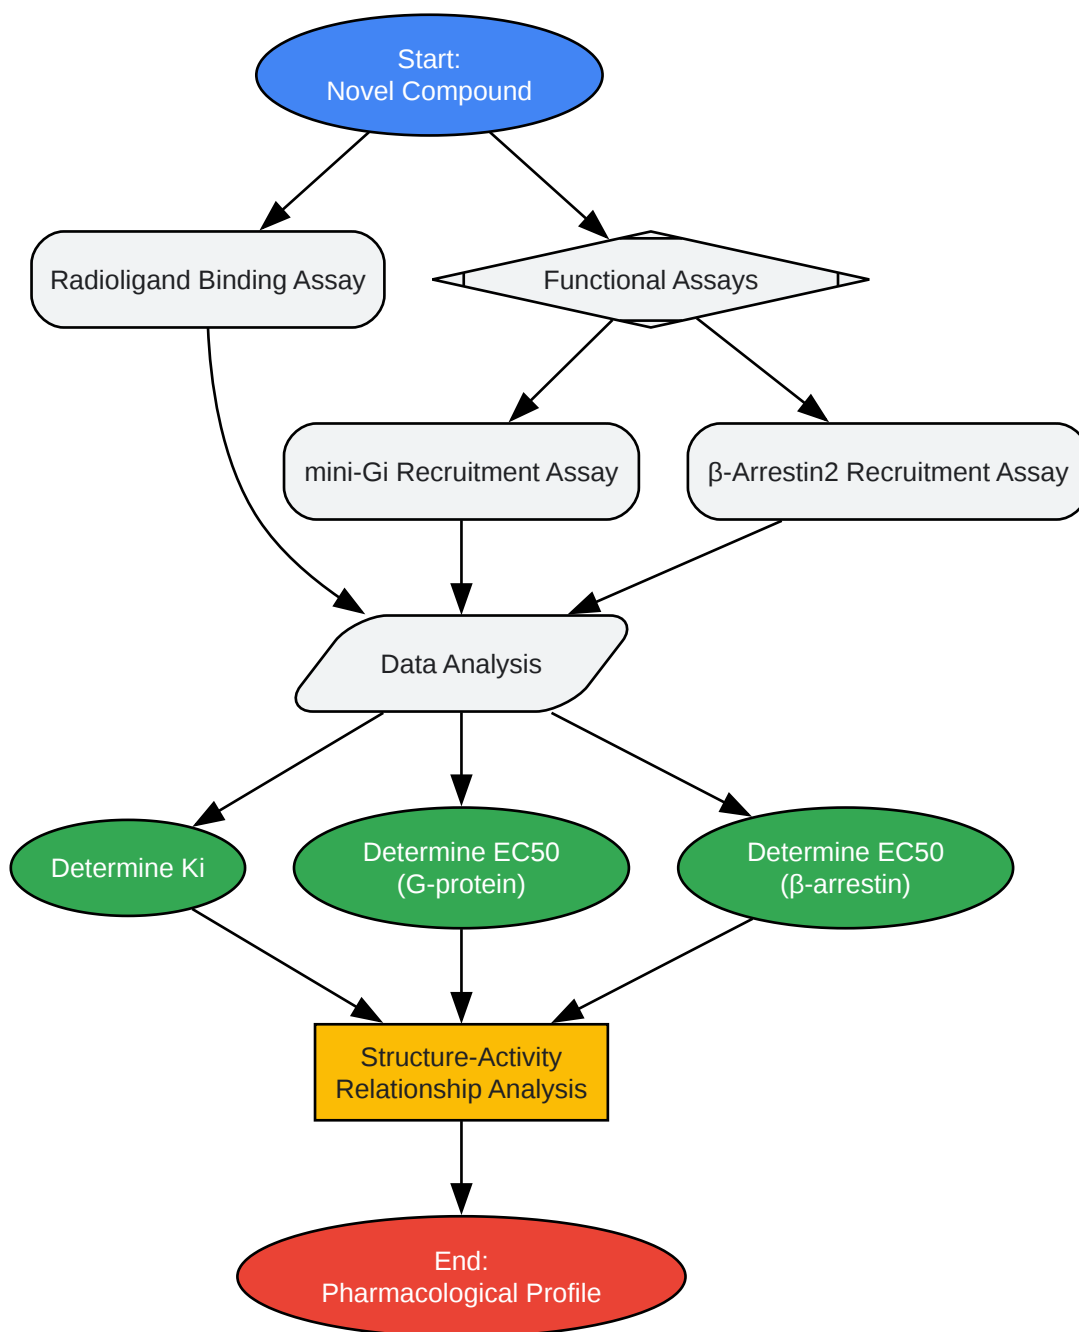 Start:
Novel Compound
Radioligand Binding Assay
Functional Assays
mini-Gi Recruitment Assay
β-Arrestin2 Recruitment Assay
Data Analysis
Determine Ki
Determine EC50
(G-protein)
Determine EC50
(β-arrestin)
Structure-Activity
Relationship Analysis
End:
Pharmacological Profile